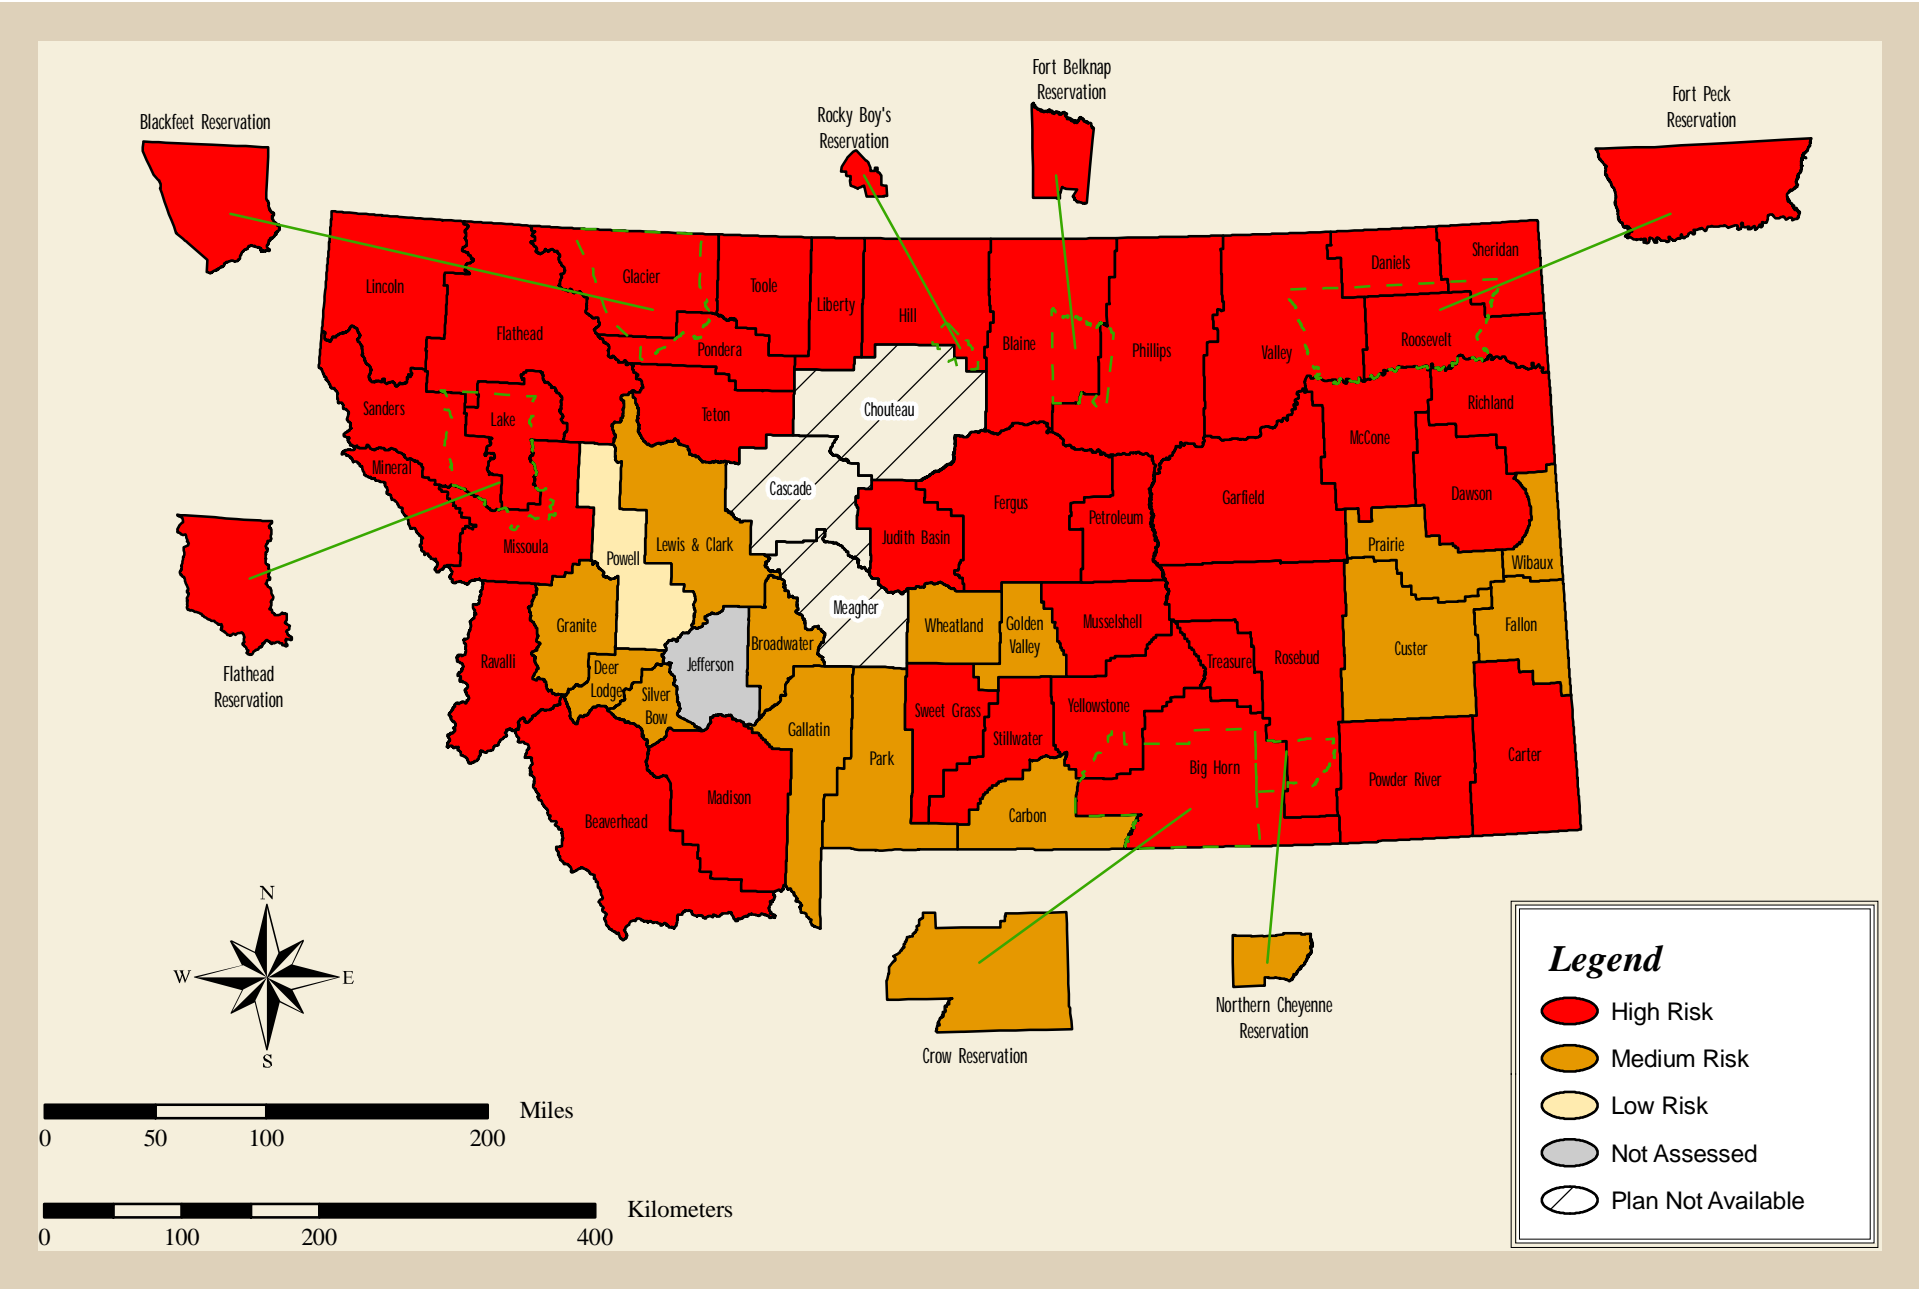 Fort Belknap
Reservation
Fort Peck
Reservation
Rocky Boy's
Reservation
Blackfeet Reservation
Sheridan
Daniels
Glacier
Toole
Lincoln
Liberty
Hill
Flathead
Roosevelt
Blaine
Pondera
Phillips
Valley
Richland
Sanders
Chouteau
Lake
Teton
McCone
Mineral
Cascade
Dawson
Garfield
Fergus
Petroleum
Judith Basin
Missoula
Lewis & Clark
Prairie
Powell
Wibaux
Meagher
Granite
Wheatland
Golden
Valley
Musselshell
Fallon
Broadwater
Custer
Ravalli
Jefferson
Treasure
Rosebud
Deer
Lodge
Flathead
Reservation
Silver
Bow
Sweet Grass
Yellowstone
Gallatin
Stillwater
Park
Carter
Big Horn
Powder River
Madison
Carbon
Beaverhead
N
W
E
S
Northern Cheyenne
Reservation
Crow Reservation
Legend
High Risk
Medium Risk
Low Risk
Not Assessed
Plan Not Available
Miles
0 50 100 200
Kilometers
0 100 200 400